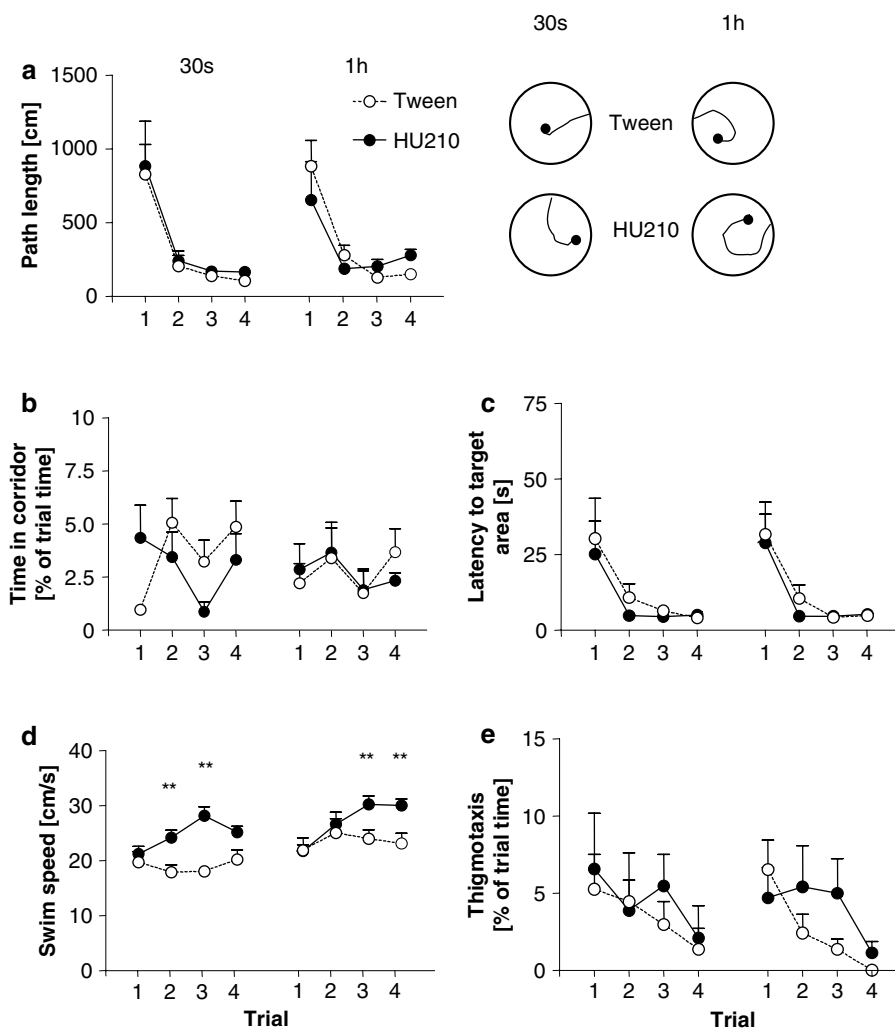 a
30s
1h
Path length [cm]
1500
1000
500
0
Tween
HU210
1 2 3 4
1 2 3 4
30s
1h
Tween
HU210
b
Time in corridor
[% of trial time]
10
7.5
5.0
2.5
0
1 2 3 4
1 2 3 4
c
Latency to target
area [s]
75
50
25
0
1 2 3 4
1 2 3 4
d
Swim speed [cm/s]
40
30
20
10
0
**
**
** **
1 2 3 4
1 2 3 4
Trial
e
Thigmotaxis
[% of trial time]
15
10
5
0
1 2 3 4
1 2 3 4
Trial